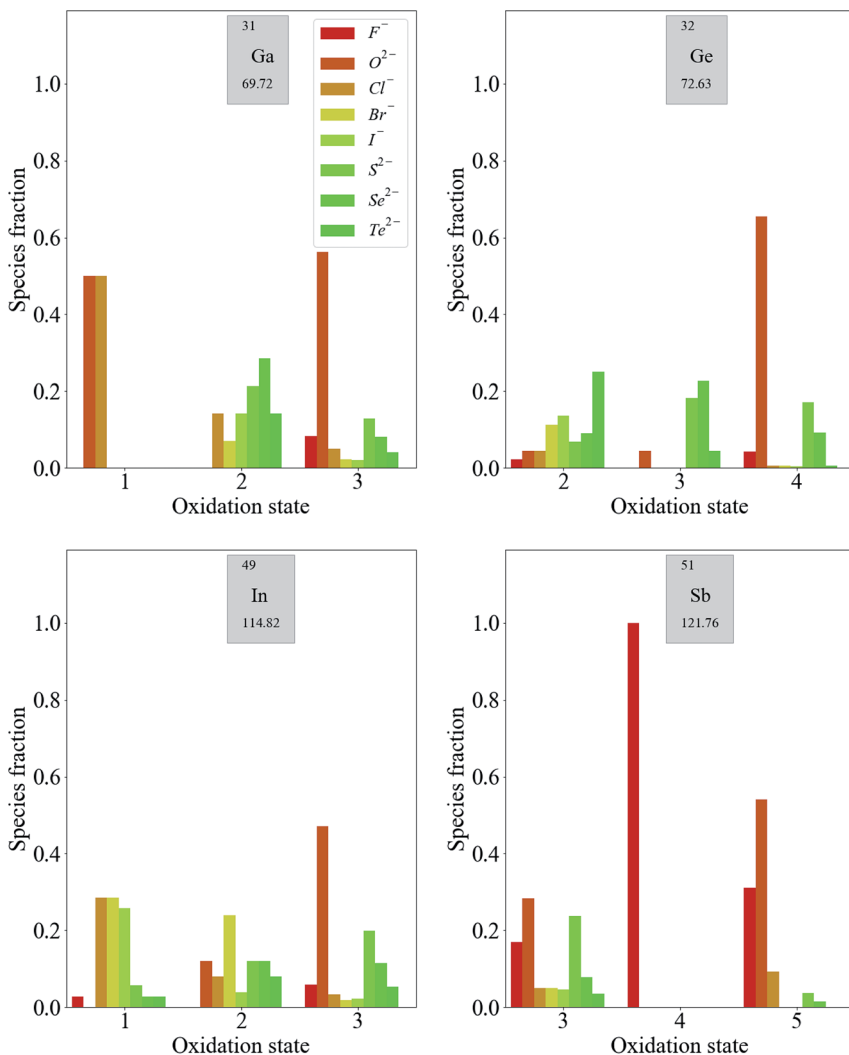 31
Ga
69.72
F⁻
O²⁻
Cl⁻
Br⁻
I⁻
S²⁻
Se²⁻
Te²⁻
1.0
0.8
0.6
0.4
0.2
0.0
Species fraction
1 2 3
Oxidation state
32
Ge
72.63
1.0
0.8
0.6
0.4
0.2
0.0
Species fraction
2 3 4
Oxidation state
49
In
114.82
1.0
0.8
0.6
0.4
0.2
0.0
Species fraction
1 2 3
Oxidation state
51
Sb
121.76
1.0
0.8
0.6
0.4
0.2
0.0
Species fraction
3 4 5
Oxidation state